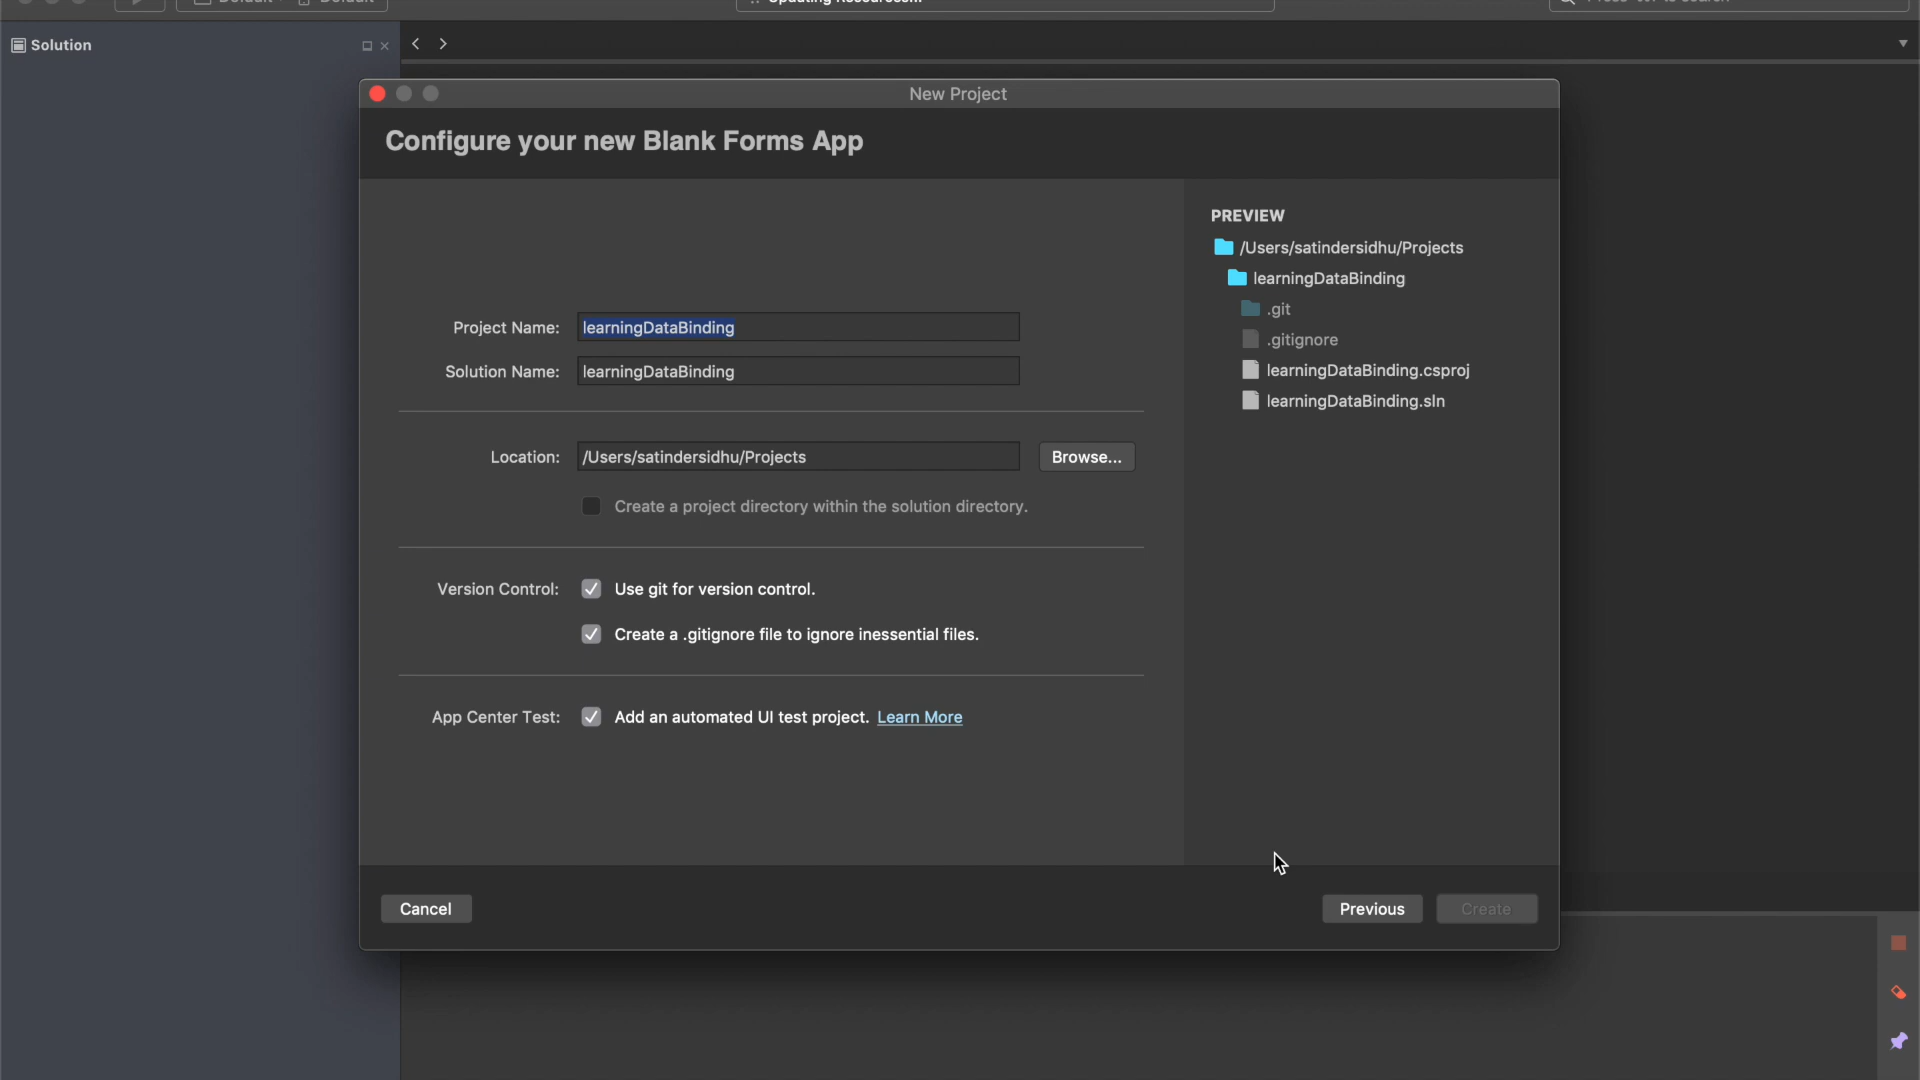 Solution
New Project
Configure your new Blank Forms App
Project Name: learningDataBinding
Solution Name: learningDataBinding
Location: /Users/satindersidhu/Projects Browse...
Create a project directory within the solution directory.
Version Control: Use git for version control.
Create a .gitignore file to ignore inessential files.
App Center Test: Add an automated UI test project. Learn More
PREVIEW
/Users/satindersidhu/Projects
learningDataBinding
.git
.gitignore
learningDataBinding.csproj
learningDataBinding.sln
Cancel Previous Create